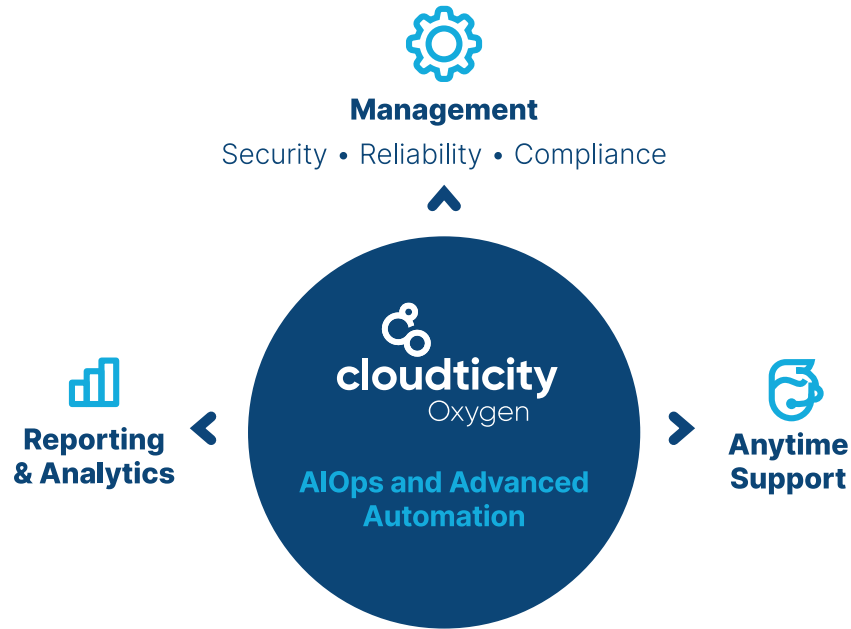 Management
Security • Reliability • Compliance
cloudticity
Oxygen
AIOps and Advanced
Automation
Reporting
& Analytics
Anytime
Support